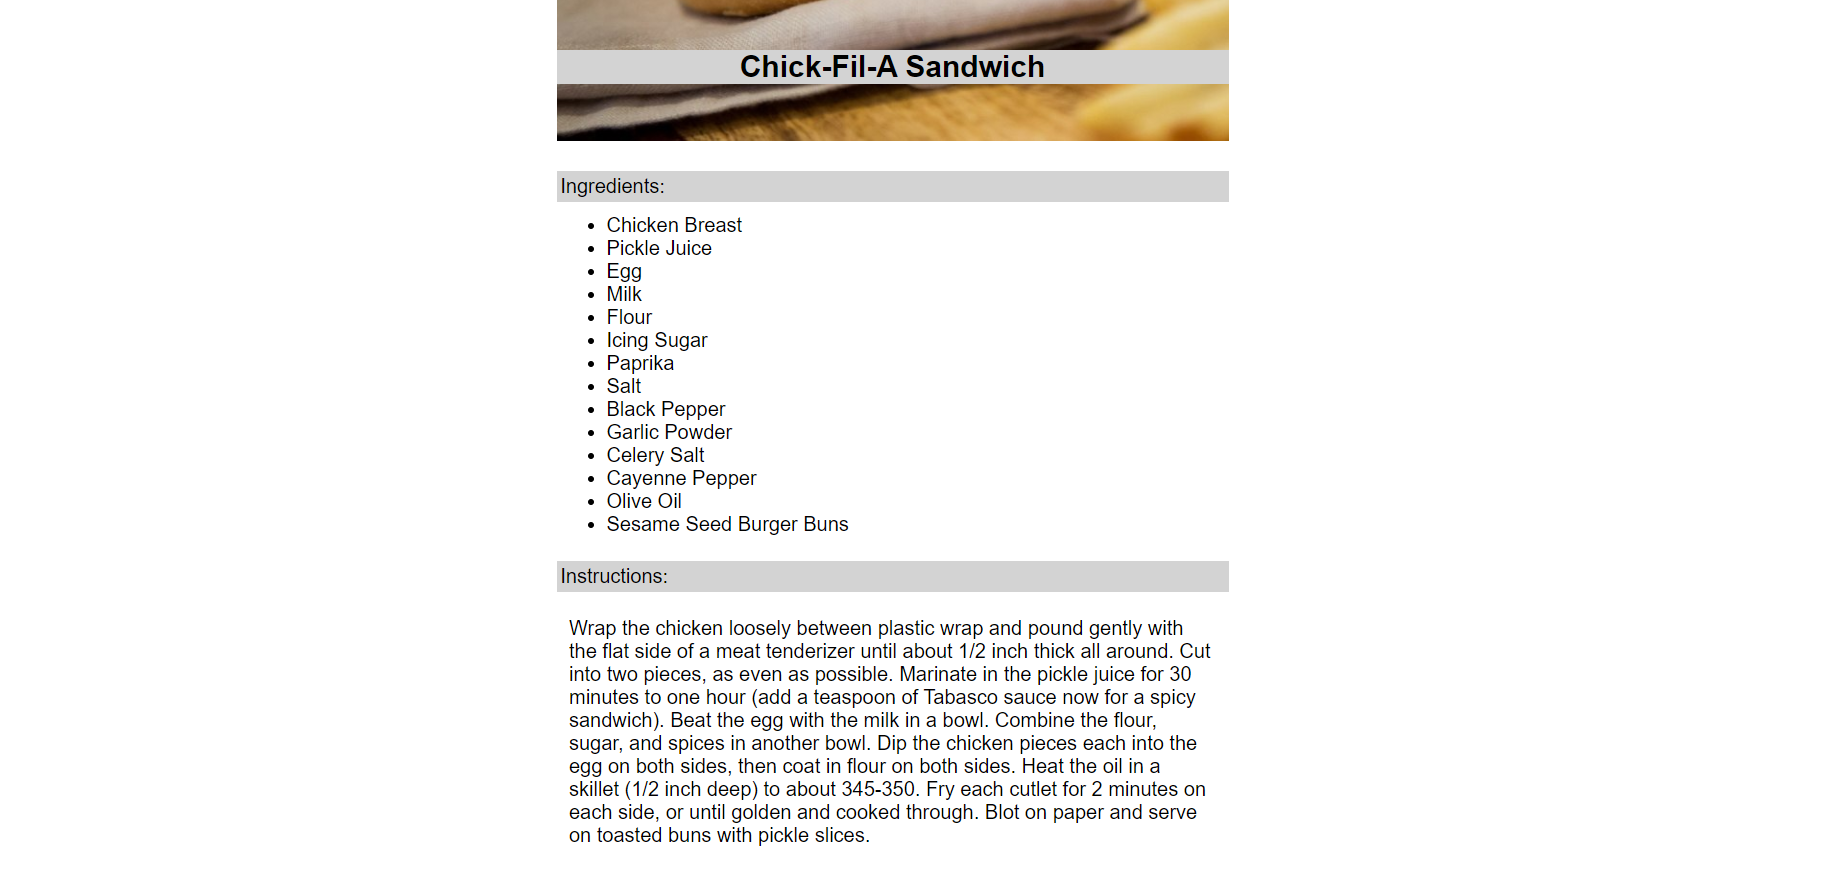 Chick-Fil-A Sandwich
Ingredients:
Chicken Breast
Pickle Juice
Egg
Milk
Flour
Icing Sugar
Paprika
Salt
Black Pepper
Garlic Powder
Celery Salt
Cayenne Pepper
Olive Oil
Sesame Seed Burger Buns
Instructions:
Wrap the chicken loosely between plastic wrap and pound gently with
the flat side of a meat tenderizer until about 1/2 inch thick all around. Cut
into two pieces, as even as possible. Marinate in the pickle juice for 30
minutes to one hour (add a teaspoon of Tabasco sauce now for a spicy
sandwich). Beat the egg with the milk in a bowl. Combine the flour,
sugar, and spices in another bowl. Dip the chicken pieces each into the
egg on both sides, then coat in flour on both sides. Heat the oil in a
skillet (1/2 inch deep) to about 345-350. Fry each cutlet for 2 minutes on
each side, or until golden and cooked through. Blot on paper and serve
on toasted buns with pickle slices.